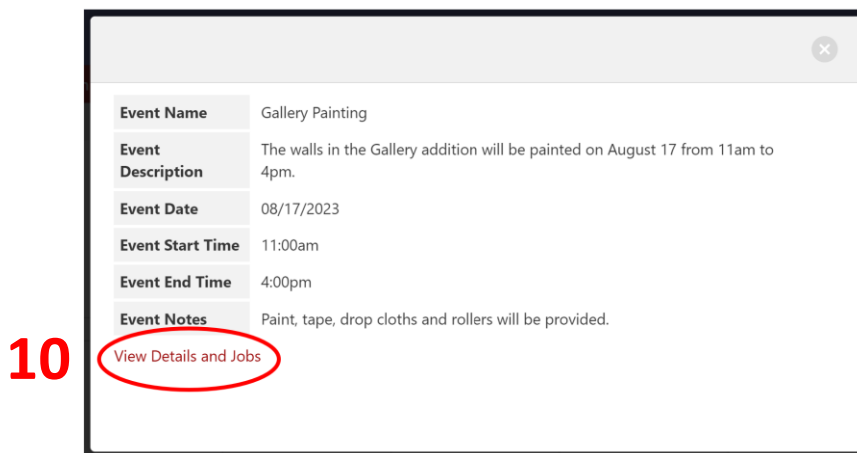 Event Name Gallery Painting
Event The walls in the Gallery addition will be painted on August 17 from 11am to
Description 4pm.
Event Date 08/17/2023
Event Start Time 11:00am
Event End Time 4:00pm
Event Notes Paint, tape, drop cloths and rollers will be provided.
10 View Details and Jobs